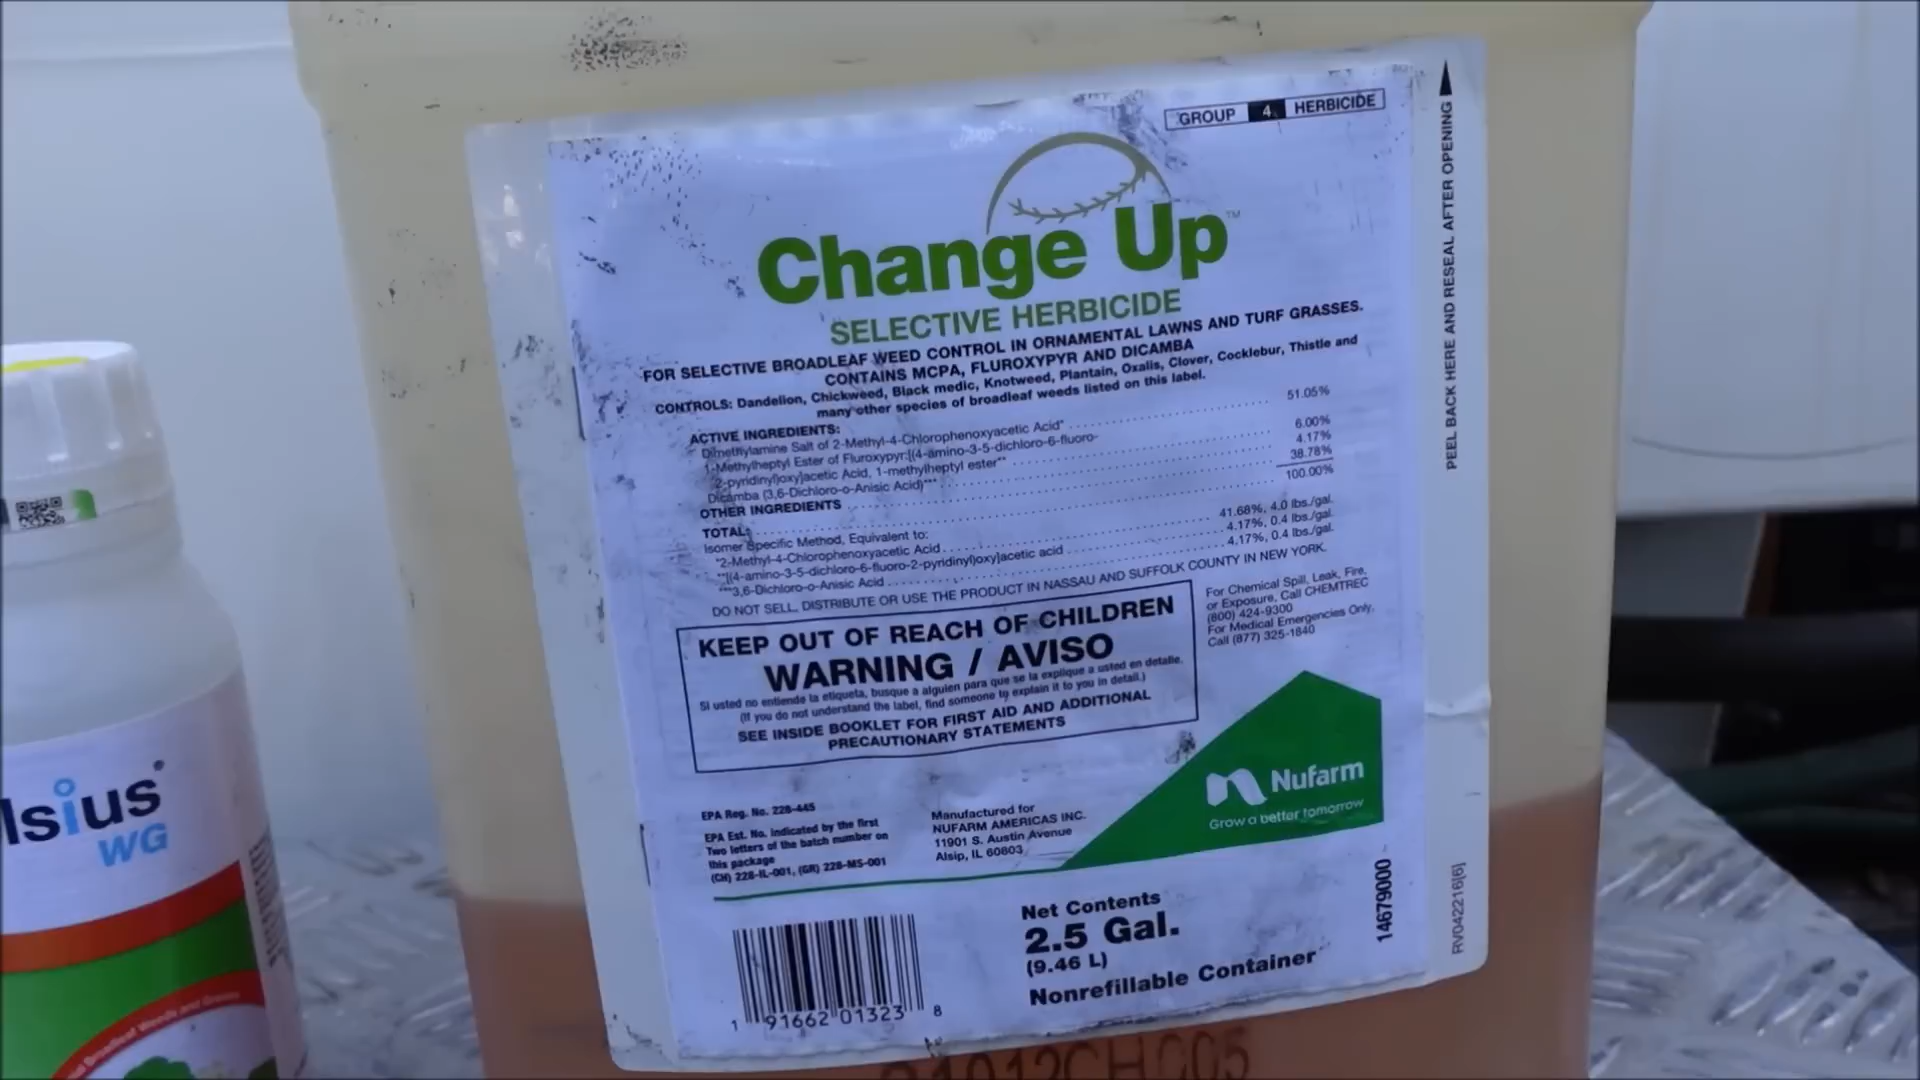 GROUP 4 HERBICIDE
PEEL BACK HERE AND RESEAL AFTER OPENING
Change Up™
SELECTIVE HERBICIDE
FOR SELECTIVE BROADLEAF WEED CONTROL IN ORNAMENTAL LAWNS AND TURF GRASSES.
CONTAINS MCPA, FLUROXYPYR AND DICAMBA
CONTROLS: Dandelion, Chickweed, Black medic, Knotweed, Plantain, Oxalis, Clover, Cocklebur, Thistle and
many other species of broadleaf weeds listed on this label.
ACTIVE INGREDIENTS:
Dimethylamine Salt of 2-Methyl-4-Chlorophenoxyacetic Acid* 51.05%
1-Methylheptyl Ester of Fluroxypyr:[(4-amino-3-5-dichloro-6-fluoro-
2-pyridinyl)oxy]acetic Acid, 1-methylheptyl ester** 6.00%
Dicamba (3,6-Dichloro-o-Anisic Acid)*** 4.17%
OTHER INGREDIENTS 38.78%
TOTAL: 100.00%
Isomer Specific Method, Equivalent to:
*2-Methyl-4-Chlorophenoxyacetic Acid 41.68%, 4.0 lbs./gal.
**[(4-amino-3-5-dichloro-6-fluoro-2-pyridinyl)oxy]acetic acid 4.17%, 0.4 lbs./gal.
***3,6-Dichloro-o-Anisic Acid 4.17%, 0.4 lbs./gal.
DO NOT SELL, DISTRIBUTE OR USE THE PRODUCT IN NASSAU AND SUFFOLK COUNTY IN NEW YORK.
KEEP OUT OF REACH OF CHILDREN
WARNING / AVISO
Si usted no entiende la etiqueta, busque a alguien para que se la explique a usted en detalle.
(If you do not understand the label, find someone to explain it to you in detail.)
SEE INSIDE BOOKLET FOR FIRST AID AND ADDITIONAL
PRECAUTIONARY STATEMENTS
For Chemical Spill, Leak, Fire,
or Exposure, Call CHEMTREC
(800) 424-9300
For Medical Emergencies Only,
Call (877) 325-1840
Nufarm
Grow a better tomorrow
EPA Reg. No. 228-445
EPA Est. No. indicated by the first
Two letters of the batch number on
this package
(CH) 228-IL-001, (GR) 228-MS-001
Manufactured for
NUFARM AMERICAS INC.
11901 S. Austin Avenue
Alsip, IL 60803
Net Contents
2.5 Gal.
(9.46 L)
Nonrefillable Container
1 91662 01323 8
14679000
RV042216[6]
lsius®
WG
Broadleaf Weeds and Grasses